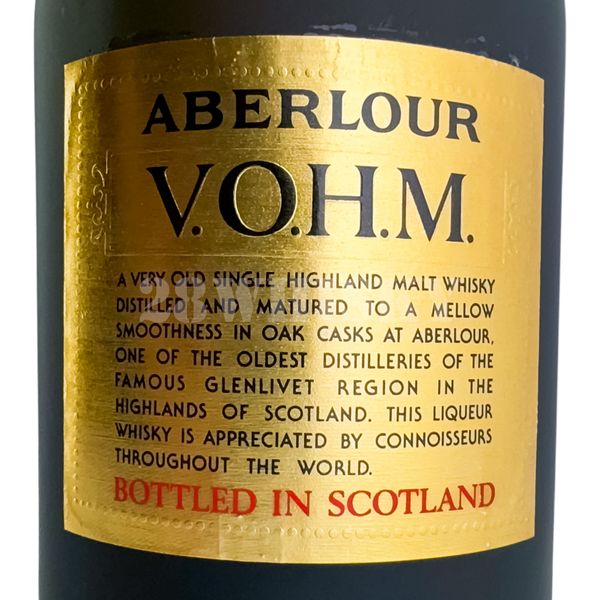 ABERLOUR
V.O.H.M.
A VERY OLD SINGLE HIGHLAND MALT WHISKY
DISTILLED AND MATURED TO A MELLOW
SMOOTHNESS IN OAK CASKS AT ABERLOUR,
ONE OF THE OLDEST DISTILLERIES OF THE
FAMOUS GLENLIVET REGION IN THE
HIGHLANDS OF SCOTLAND. THIS LIQUEUR
WHISKY IS APPRECIATED BY CONNOISSEURS
THROUGHOUT THE WORLD.
BOTTLED IN SCOTLAND